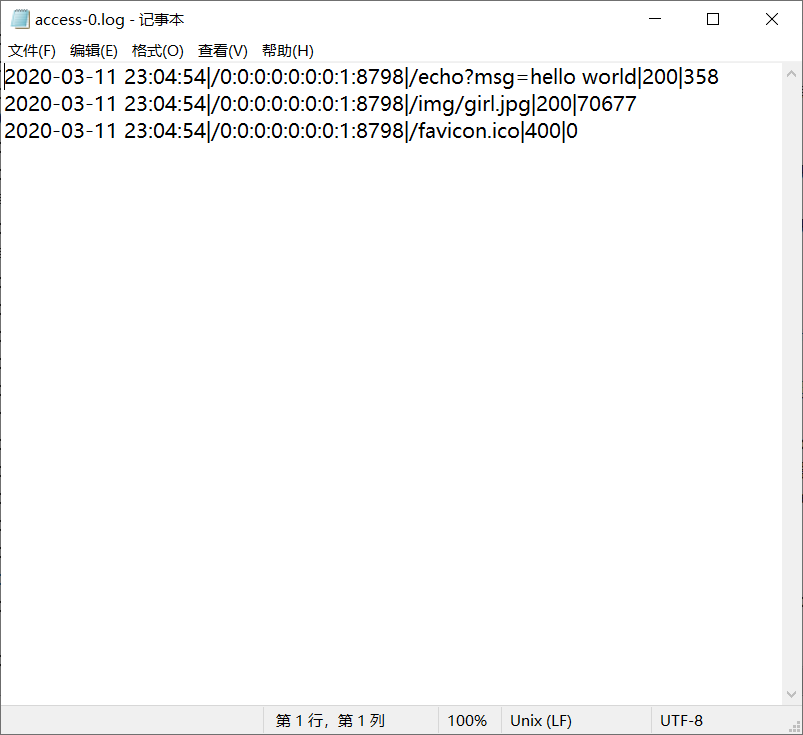 access-0.log - 记事本
文件(F) 编辑(E) 格式(O) 查看(V) 帮助(H)
2020-03-11 23:04:54|/0:0:0:0:0:0:0:1:8798|/echo?msg=hello world|200|358
2020-03-11 23:04:54|/0:0:0:0:0:0:0:1:8798|/img/girl.jpg|200|70677
2020-03-11 23:04:54|/0:0:0:0:0:0:0:1:8798|/favicon.ico|400|0
第 1 行，第 1 列 100% Unix (LF) UTF-8